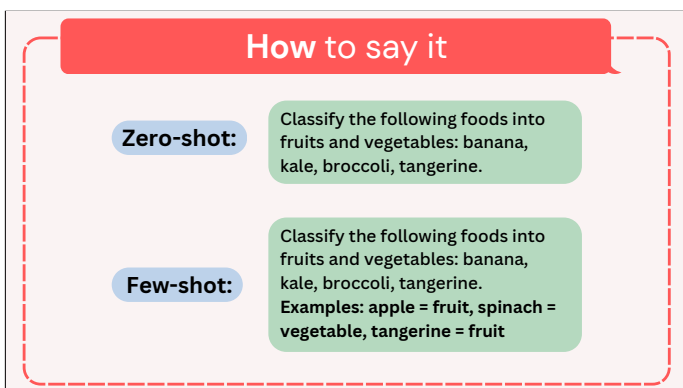 How to say it
Zero-shot:
Classify the following foods into
fruits and vegetables: banana,
kale, broccoli, tangerine.
Few-shot:
Classify the following foods into
fruits and vegetables: banana,
kale, broccoli, tangerine.
Examples: apple = fruit, spinach =
vegetable, tangerine = fruit